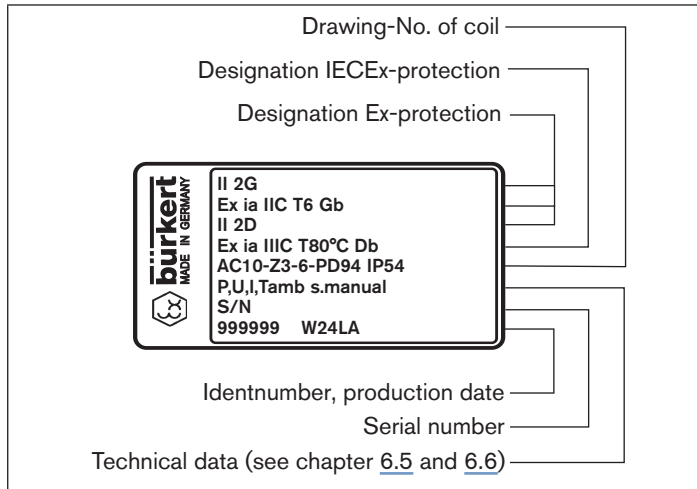 Drawing-No. of coil
Designation IECEx-protection
Designation Ex-protection
bürkert
MADE IN GERMANY
II 2G
Ex ia IIC T6 Gb
II 2D
Ex ia IIIC T80°C Db
AC10-Z3-6-PD94 IP54
P,U,I,Tamb s.manual
S/N
999999 W24LA
Identnumber, production date
Serial number
Technical data (see chapter 6.5 and 6.6)